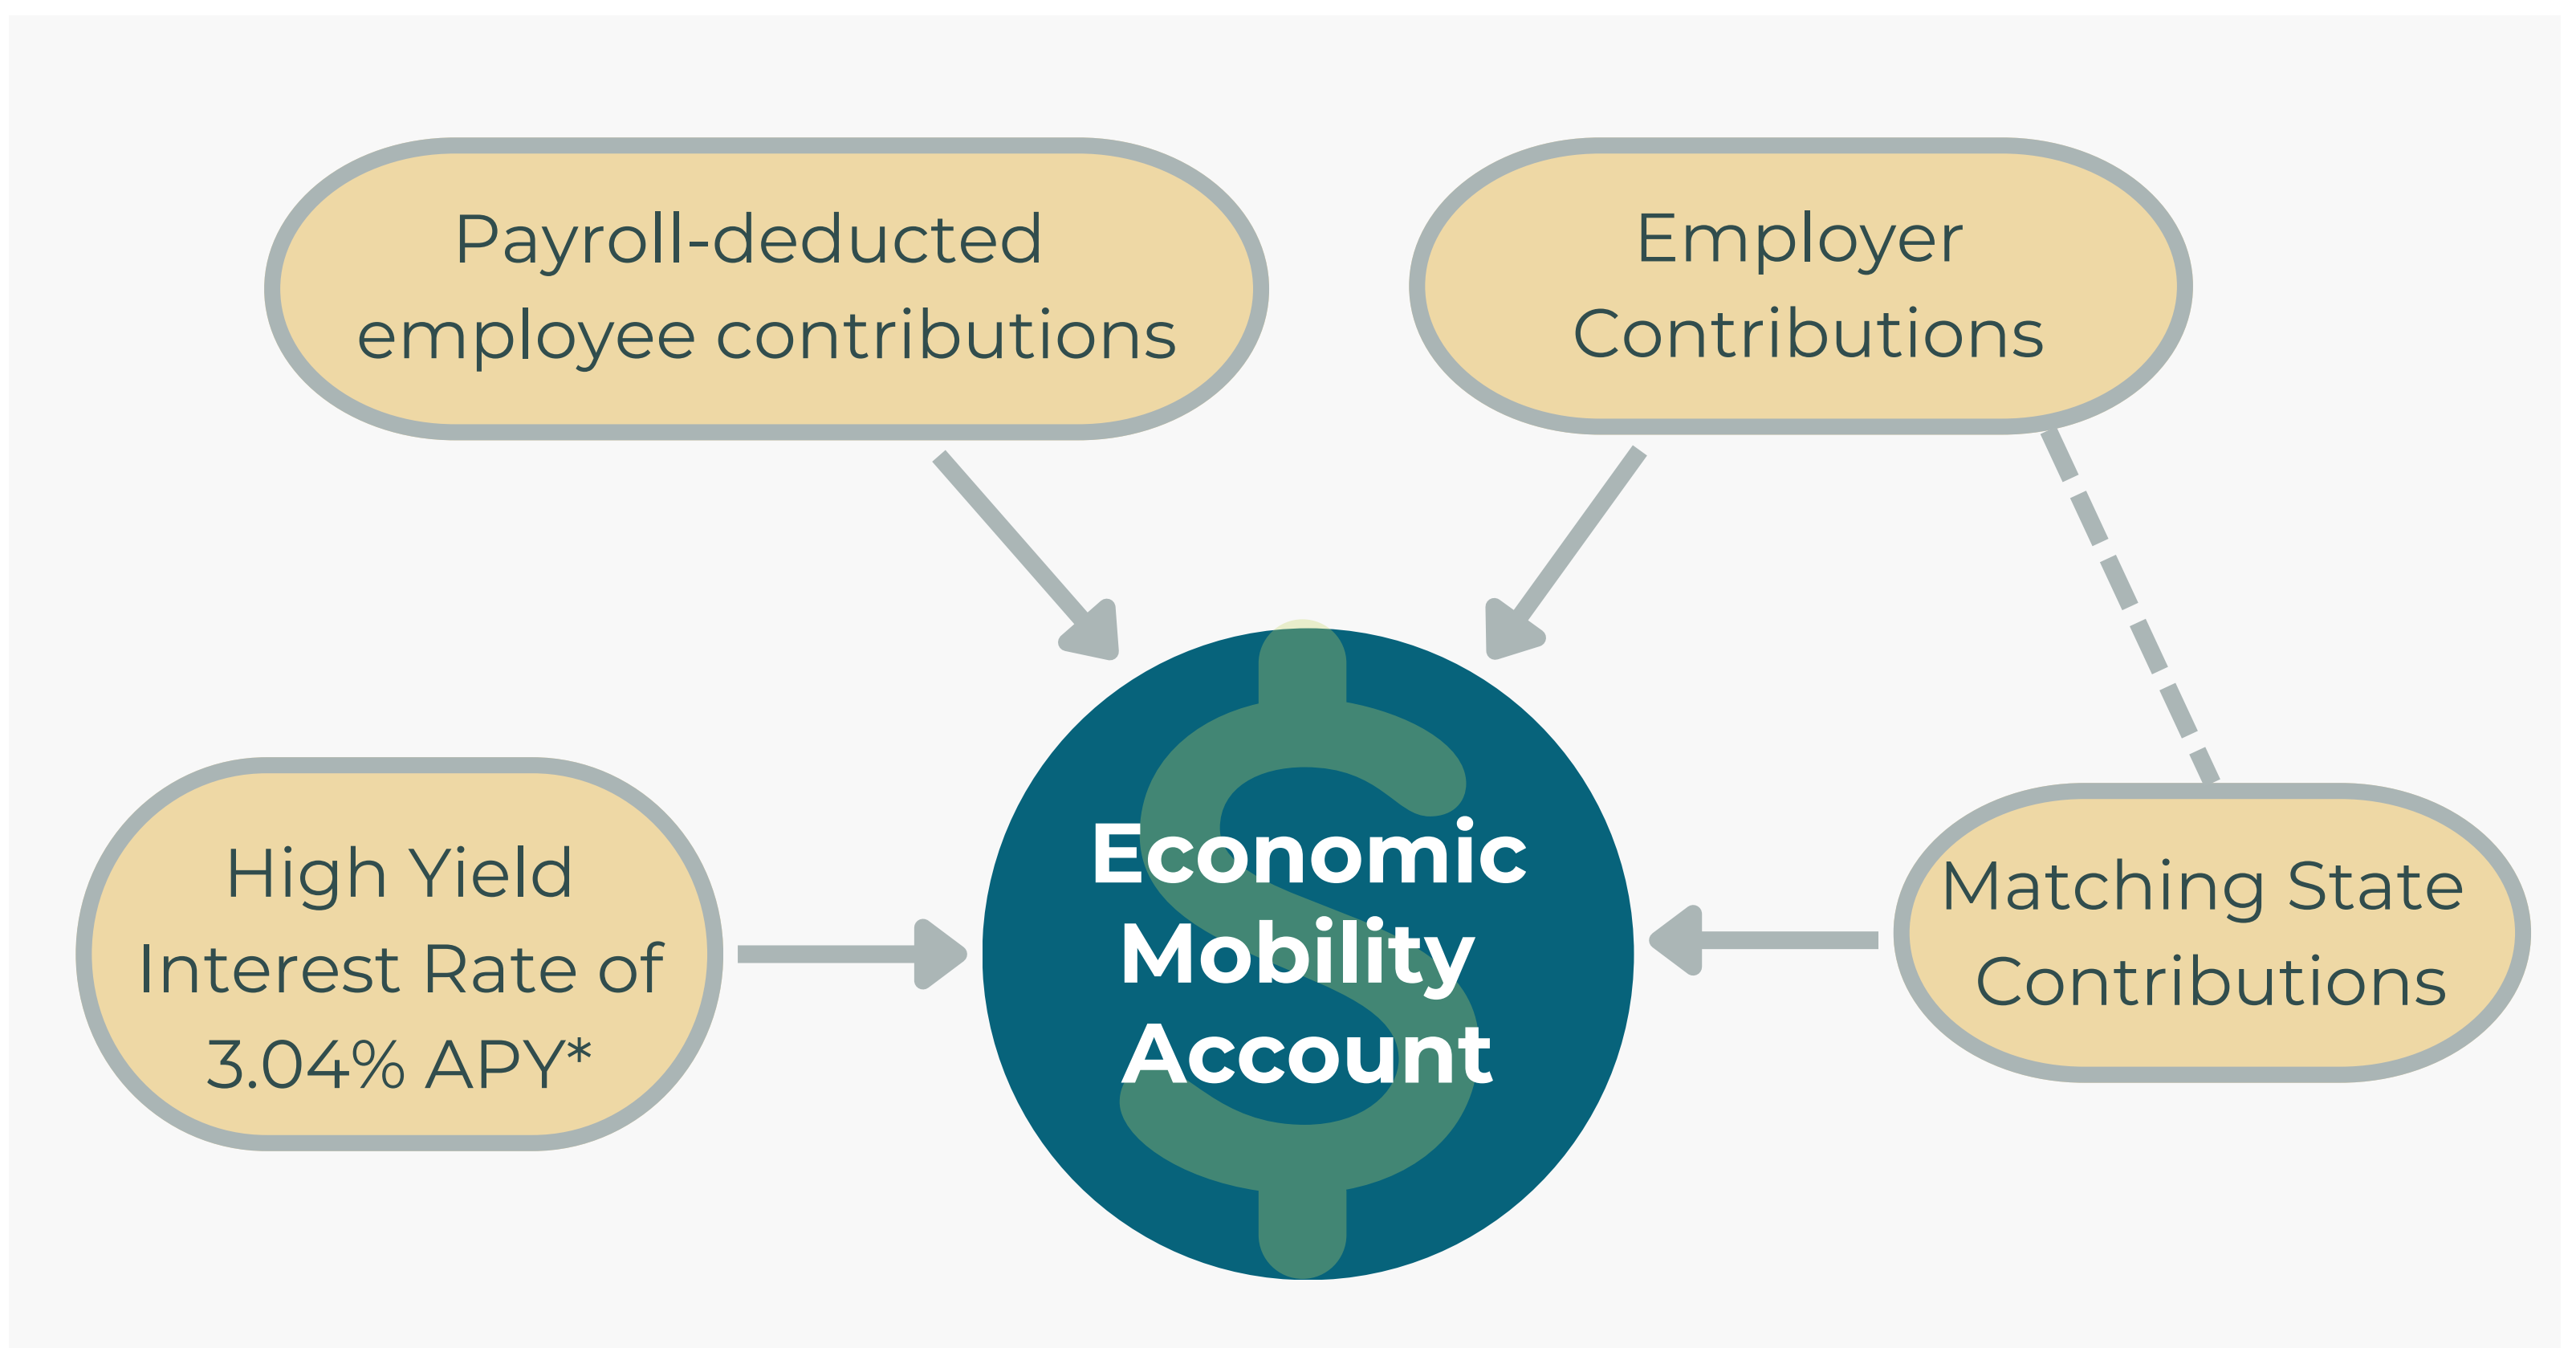 Payroll-deducted
employee contributions
Employer
Contributions
High Yield
Interest Rate of
3.04% APY*
Economic
Mobility
Account
Matching State
Contributions